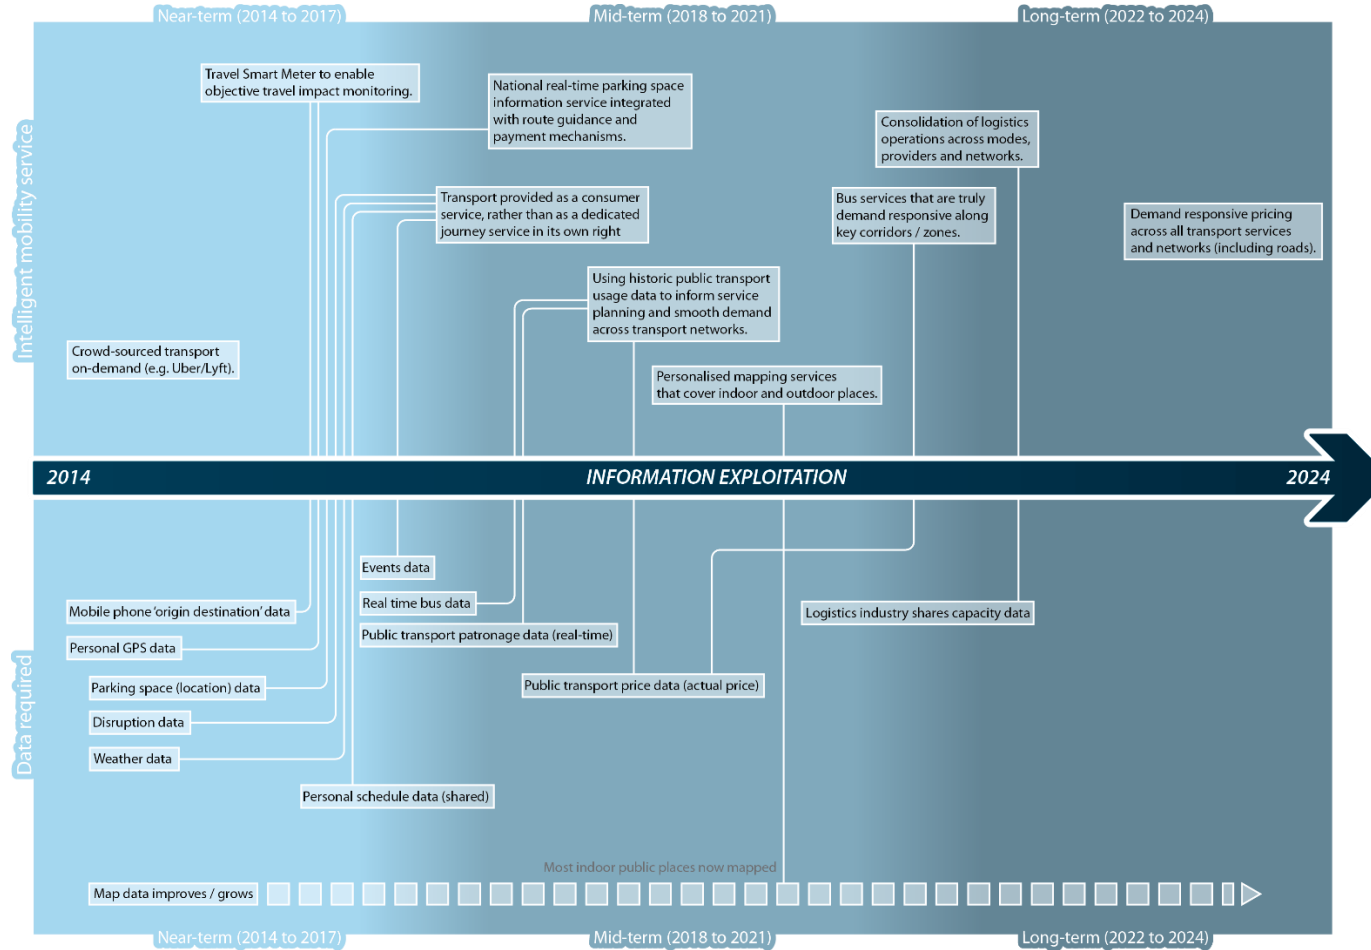 Near-term (2014 to 2017)
Mid-term (2018 to 2021)
Long-term (2022 to 2024)
Intelligent mobility service
Travel Smart Meter to enable
objective travel impact monitoring.
National real-time parking space
information service integrated
with route guidance and
payment mechanisms.
Consolidation of logistics
operations across modes,
providers and networks.
Transport provided as a consumer
service, rather than as a dedicated
journey service in its own right
Bus services that are truly
demand responsive along
key corridors / zones.
Demand responsive pricing
across all transport services
and networks (including roads).
Using historic public transport
usage data to inform service
planning and smooth demand
across transport networks.
Crowd-sourced transport
on-demand (e.g. Uber/Lyft).
Personalised mapping services
that cover indoor and outdoor places.
2014
INFORMATION EXPLOITATION
2024
Data required
Events data
Mobile phone ‘origin destination’ data
Real time bus data
Logistics industry shares capacity data
Public transport patronage data (real-time)
Personal GPS data
Parking space (location) data
Public transport price data (actual price)
Disruption data
Weather data
Personal schedule data (shared)
Most indoor public places now mapped
Map data improves / grows
Near-term (2014 to 2017)
Mid-term (2018 to 2021)
Long-term (2022 to 2024)